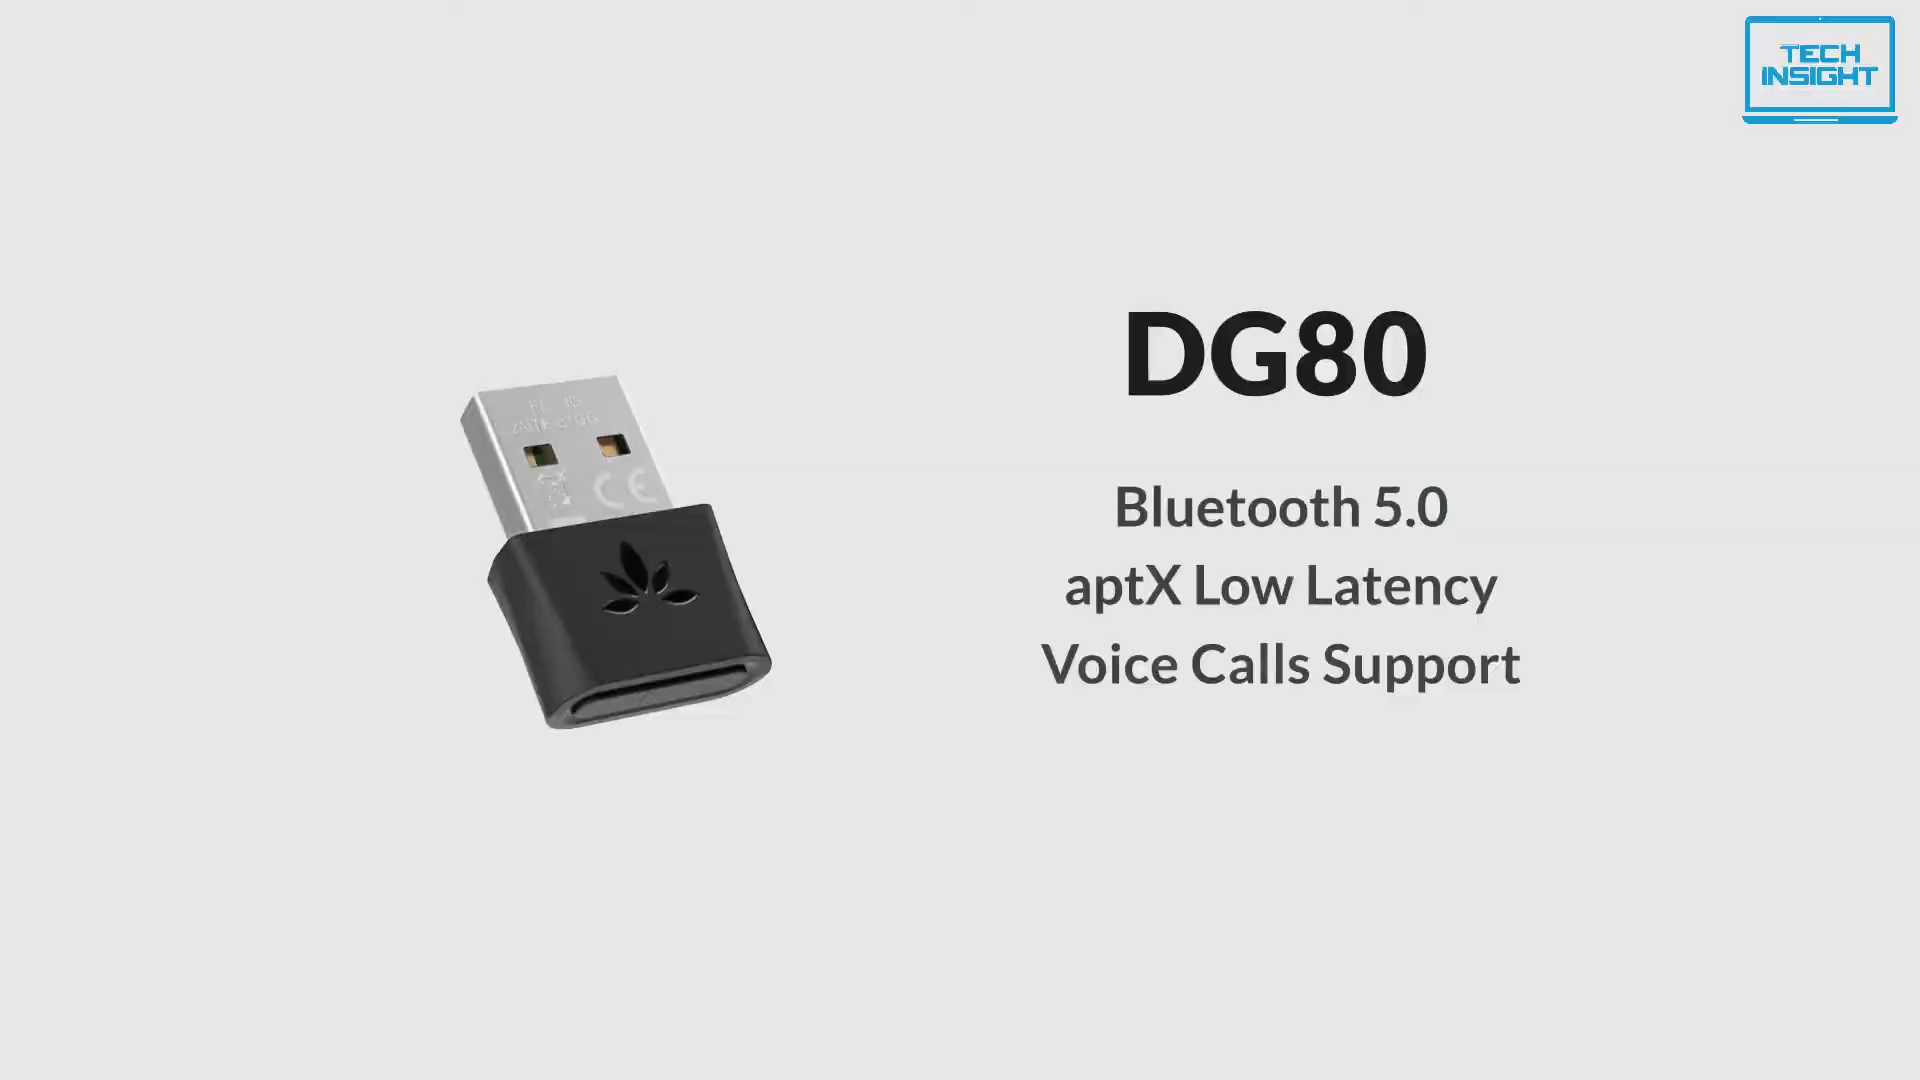 TECH
INSIGHT
DG80
Bluetooth 5.0
aptX Low Latency
Voice Calls Support
CE